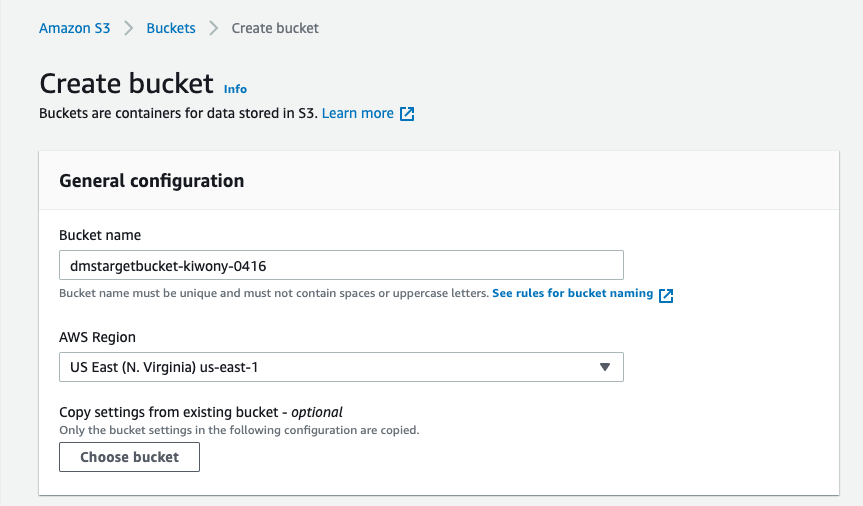 Amazon S3 > Buckets > Create bucket
Create bucket Info
Buckets are containers for data stored in S3. Learn more
General configuration
Bucket name
dmstargetbucket-kiwony-0416
Bucket name must be unique and must not contain spaces or uppercase letters. See rules for bucket naming
AWS Region
US East (N. Virginia) us-east-1
Copy settings from existing bucket - optional
Only the bucket settings in the following configuration are copied.
Choose bucket